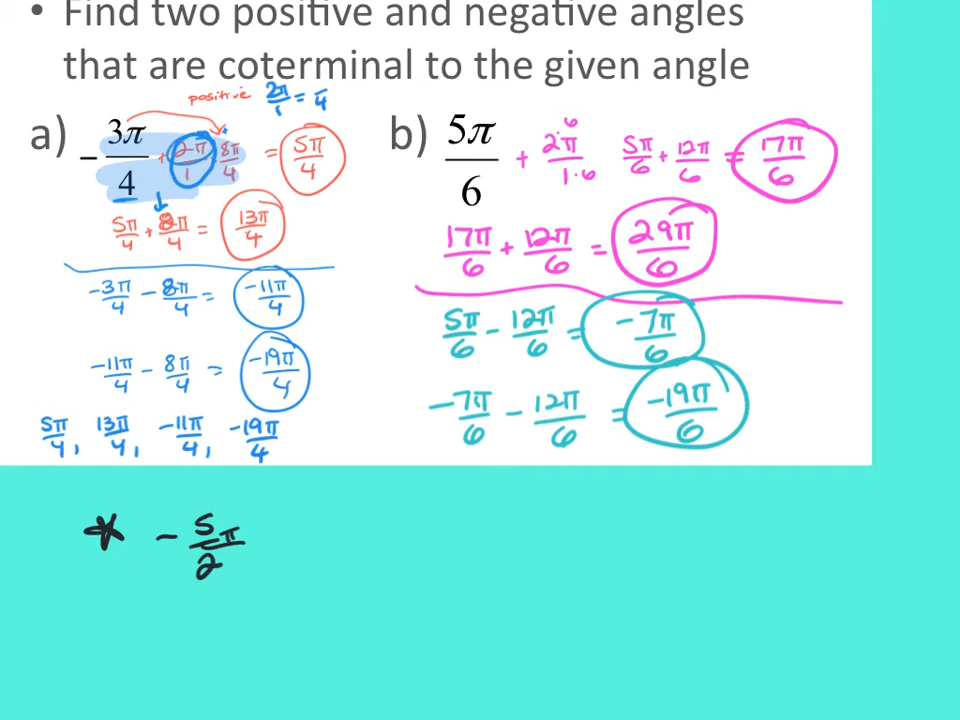 • Find two positive and negative angles
that are coterminal to the given angle
positive 2π/1 = /4
a) - 3π/4 + 2π/1 8π/4 = 5π/4
5π/4 + 8π/4 = 13π/4
-3π/4 - 8π/4 = -11π/4
-11π/4 - 8π/4 = -19π/4
5π/4, 13π/4, -11π/4, -19π/4
b) 5π/6 + 2π·6/1·6 5π/6 + 12π/6 = 17π/6
17π/6 + 12π/6 = 29π/6
5π/6 - 12π/6 = -7π/6
-7π/6 - 12π/6 = -19π/6
* - 5π/2